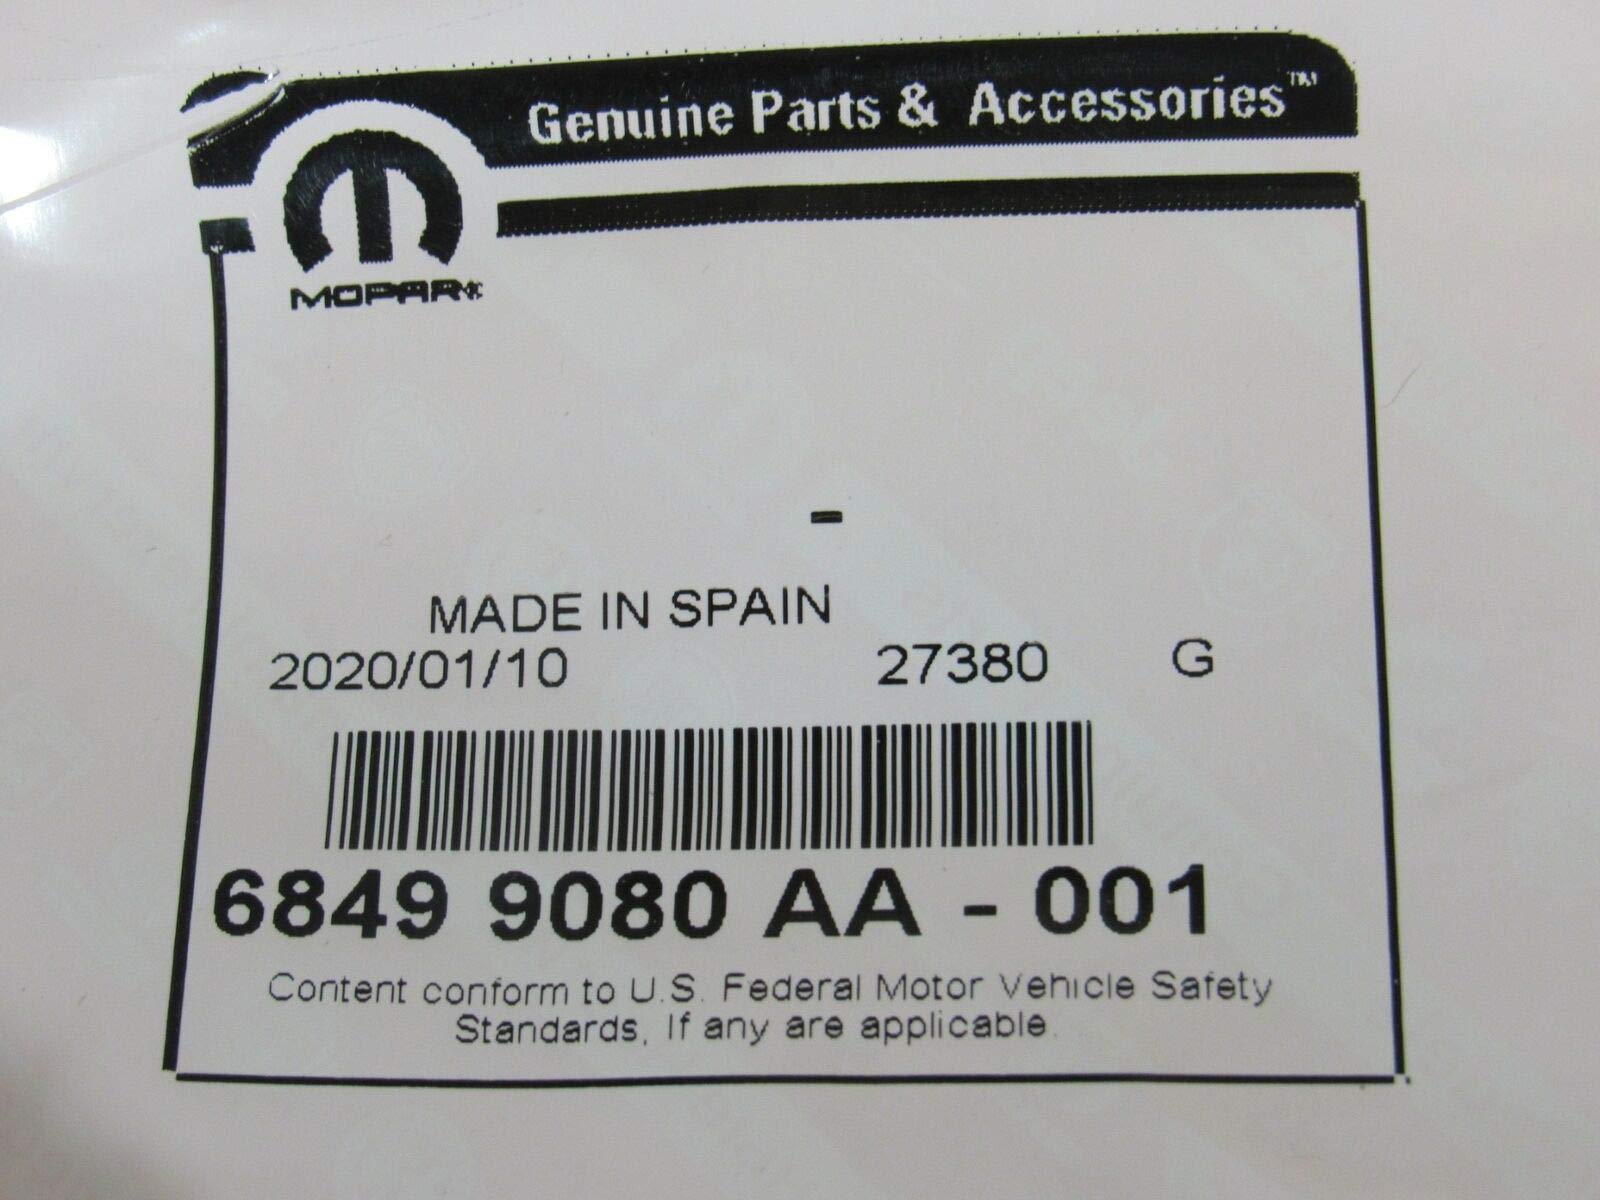 Genuine Parts & Accessories™
MOPAR
-
MADE IN SPAIN
2020/01/10 27380 G
6849 9080 AA - 001
Content conform to U.S. Federal Motor Vehicle Safety
Standards, If any are applicable.